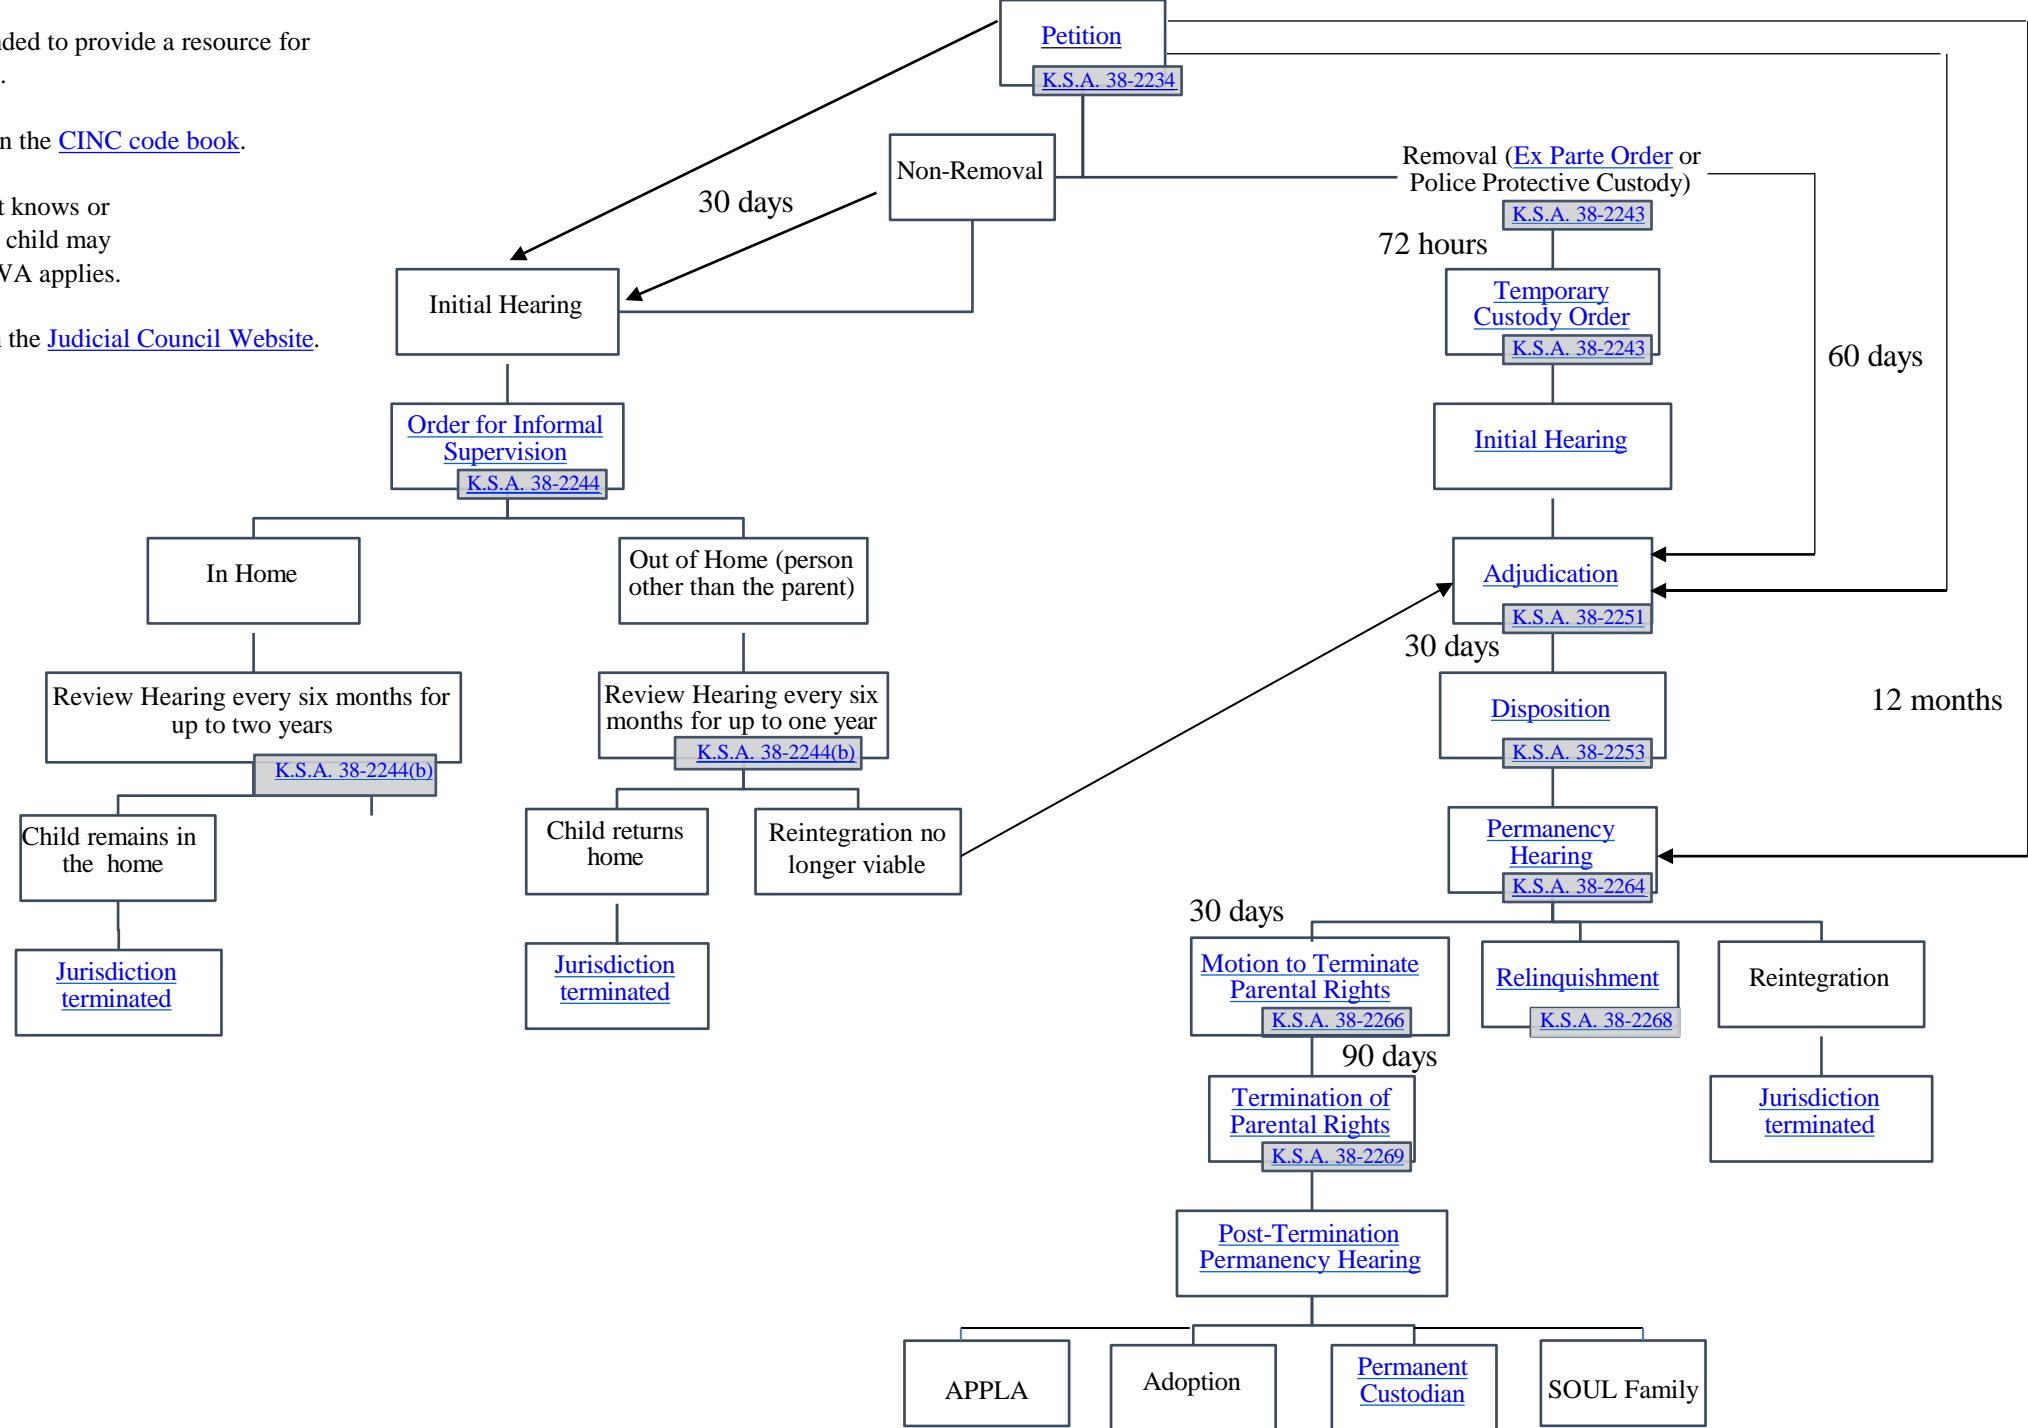 nded to provide a resource for
.
n the CINC code book.
t knows or
child may
WA applies.
the Judicial Council Website.
Petition
K.S.A. 38-2234
Non-Removal
30 days
Removal (Ex Parte Order or
Police Protective Custody)
K.S.A. 38-2243
72 hours
Initial Hearing
Temporary
Custody Order
K.S.A. 38-2243
60 days
Order for Informal
Supervision
K.S.A. 38-2244
Initial Hearing
In Home
Out of Home (person
other than the parent)
Adjudication
K.S.A. 38-2251
30 days
Review Hearing every six months for
up to two years
K.S.A. 38-2244(b)
Review Hearing every six
months for up to one year
K.S.A. 38-2244(b)
Disposition
K.S.A. 38-2253
12 months
Child remains in
the home
Child returns
home
Reintegration no
longer viable
Permanency
Hearing
K.S.A. 38-2264
30 days
Jurisdiction
terminated
Jurisdiction
terminated
Motion to Terminate
Parental Rights
K.S.A. 38-2266
Relinquishment
K.S.A. 38-2268
Reintegration
90 days
Termination of
Parental Rights
K.S.A. 38-2269
Jurisdiction
terminated
Post-Termination
Permanency Hearing
APPLA
Adoption
Permanent
Custodian
SOUL Family